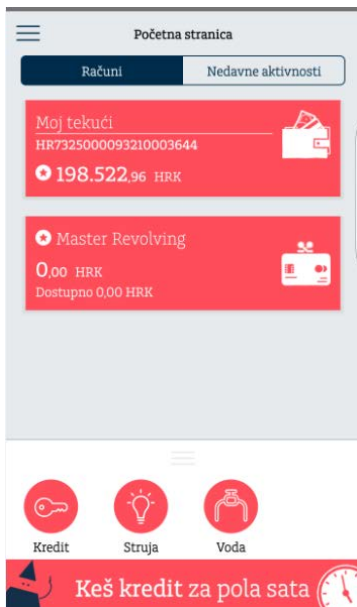 Početna stranica
Računi
Nedavne aktivnosti
Moj tekući
HR7325000093210003644
198.522,96 HRK
Master Revolving
0,00 HRK
Dostupno 0,00 HRK
Kredit
Struja
Voda
Keš kredit za pola sata